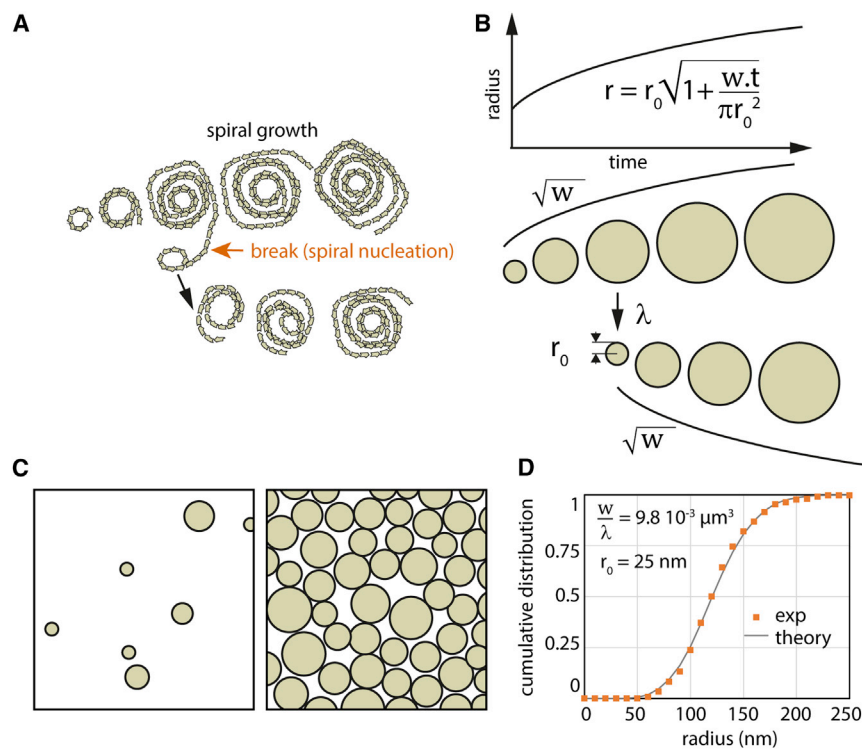 A
spiral growth
break (spiral nucleation)
B
radius
r = r₀√1+ w.t / πr₀²
time
√w
λ
r₀
√w
C
D
cumulative distribution
1
0.75
0.5
0.25
0
w/λ = 9.8 10⁻³ µm³
r₀ = 25 nm
exp
theory
0 50 100 150 200 250
radius (nm)